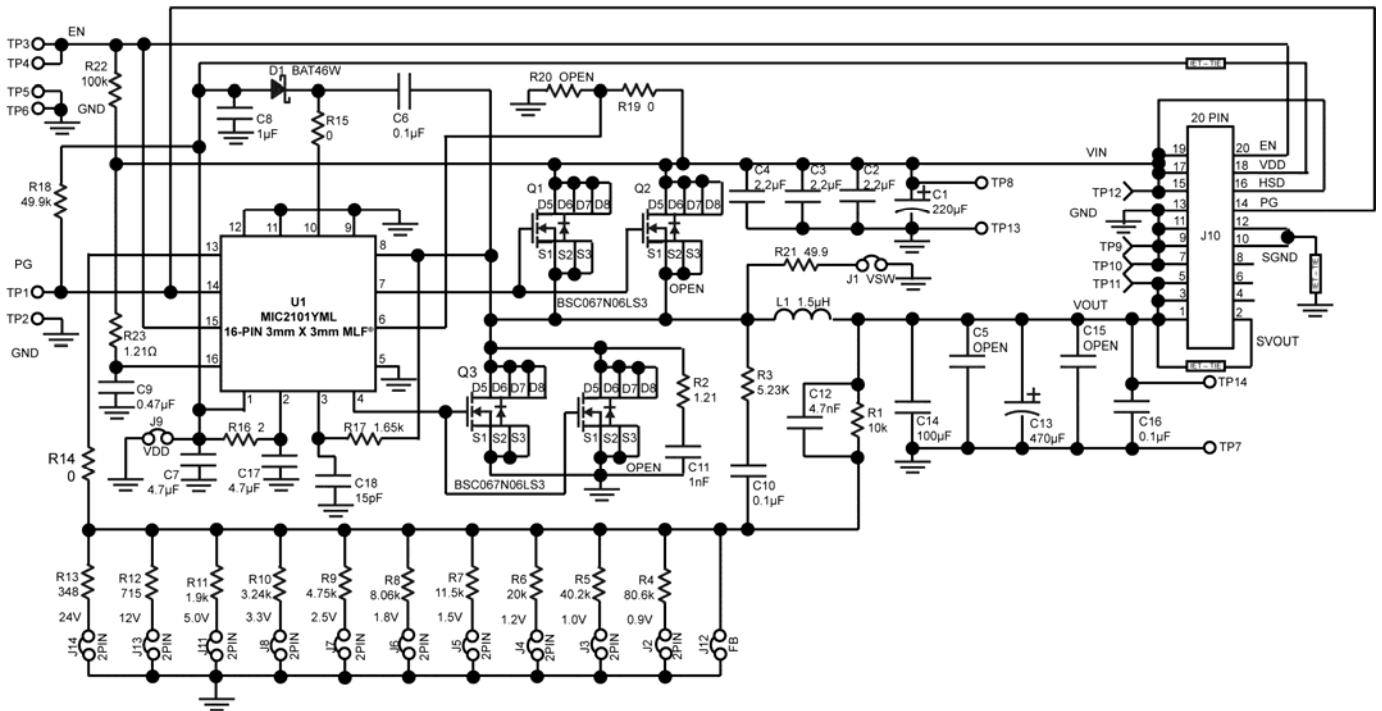 TP3
TP4
EN
TP5
TP6
GND
R22
100k
D1 BAT46W
C8
1µF
R15
0
C6
0.1µF
R20 OPEN
R19 0
R18
49.9k
PG
TP1
TP2
GND
R23
1.21Ω
C9
0.47µF
12
11
10
9
13
14
15
16
8
7
6
5
1
2
3
4
U1
MIC2101YML
16-PIN 3mm X 3mm MLF®
Q1
D5 D6 D7 D8
S1 S2 S3
BSC067N06LS3
Q2
D5 D6 D7 D8
S1 S2 S3
OPEN
C4
2.2µF
C3
2.2µF
C2
2.2µF
C1
220µF
TP8
TP13
R21 49.9
J1 VSW
L1 1.5µH
Q3
D5 D6 D7 D8
S1 S2 S3
BSC067N06LS3
D5 D6 D7 D8
S1 S2 S3
OPEN
R2
1.21
C11
1nF
R3
5.23K
C10
0.1µF
C12
4.7nF
R1
10k
C14
100µF
C5
OPEN
C13
470µF
C15
OPEN
C16
0.1µF
TP14
TP7
J9
VDD
R16 2
C7
4.7µF
C17
4.7µF
R17 1.65k
C18
15pF
R14
0
20 PIN
J10
VIN
TP12
GND
TP9
TP10
TP11
VOUT
19
17
15
13
11
9
7
5
3
1
20
18
16
14
12
10
8
6
4
2
EN
VDD
HSD
PG
SGND
SVOUT
R13
348
24V
J14
2PIN
R12
715
12V
J13
2PIN
R11
1.9k
5.0V
J11
2PIN
R10
3.24k
3.3V
J8
2PIN
R9
4.75k
2.5V
J7
2PIN
R8
8.06k
1.8V
J6
2PIN
R7
11.5k
1.5V
J5
2PIN
R6
20k
1.2V
J4
2PIN
R5
40.2k
1.0V
J3
2PIN
R4
80.6k
0.9V
J2
2PIN
J12
FB